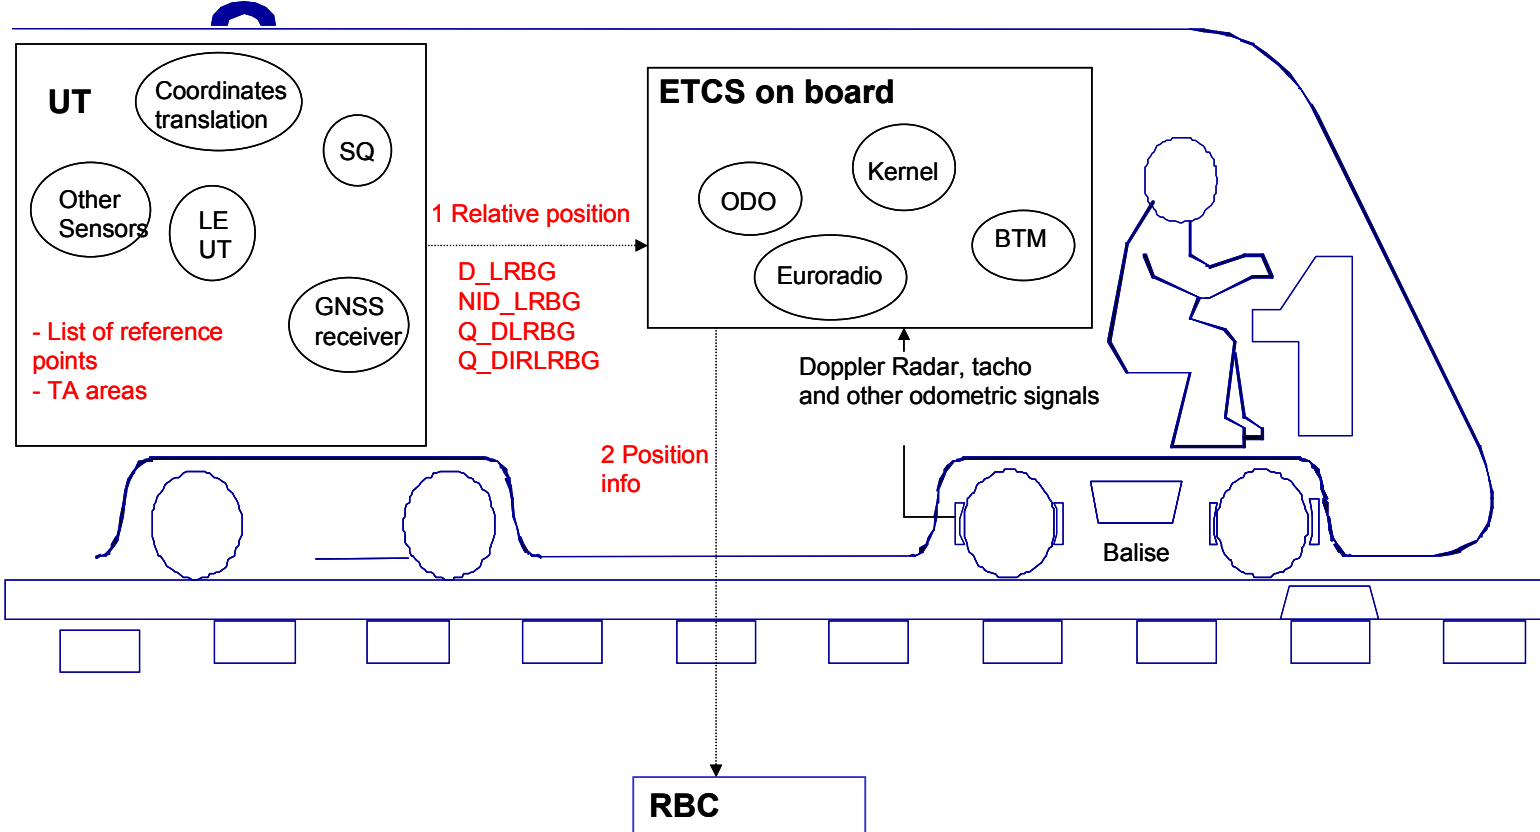 UT
Coordinates
translation
SQ
Other
Sensors
LE
UT
GNSS
receiver
- List of reference
points
- TA areas
1 Relative position
D_LRBG
NID_LRBG
Q_DLRBG
Q_DIRLRBG
ETCS on board
Kernel
ODO
BTM
Euroradio
Doppler Radar, tacho
and other odometric signals
2 Position
info
Balise
RBC